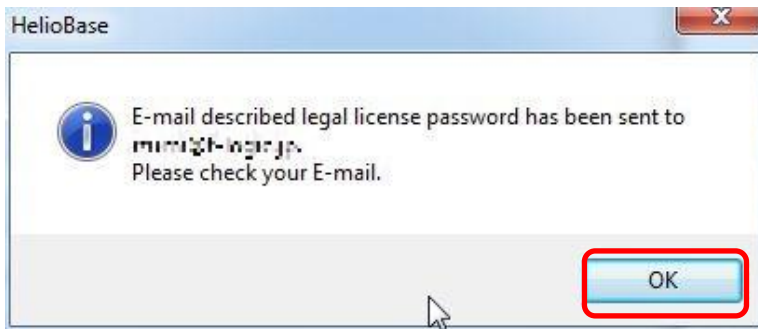 HelioBase
E-mail described legal license password has been sent to
Please check your E-mail.
OK